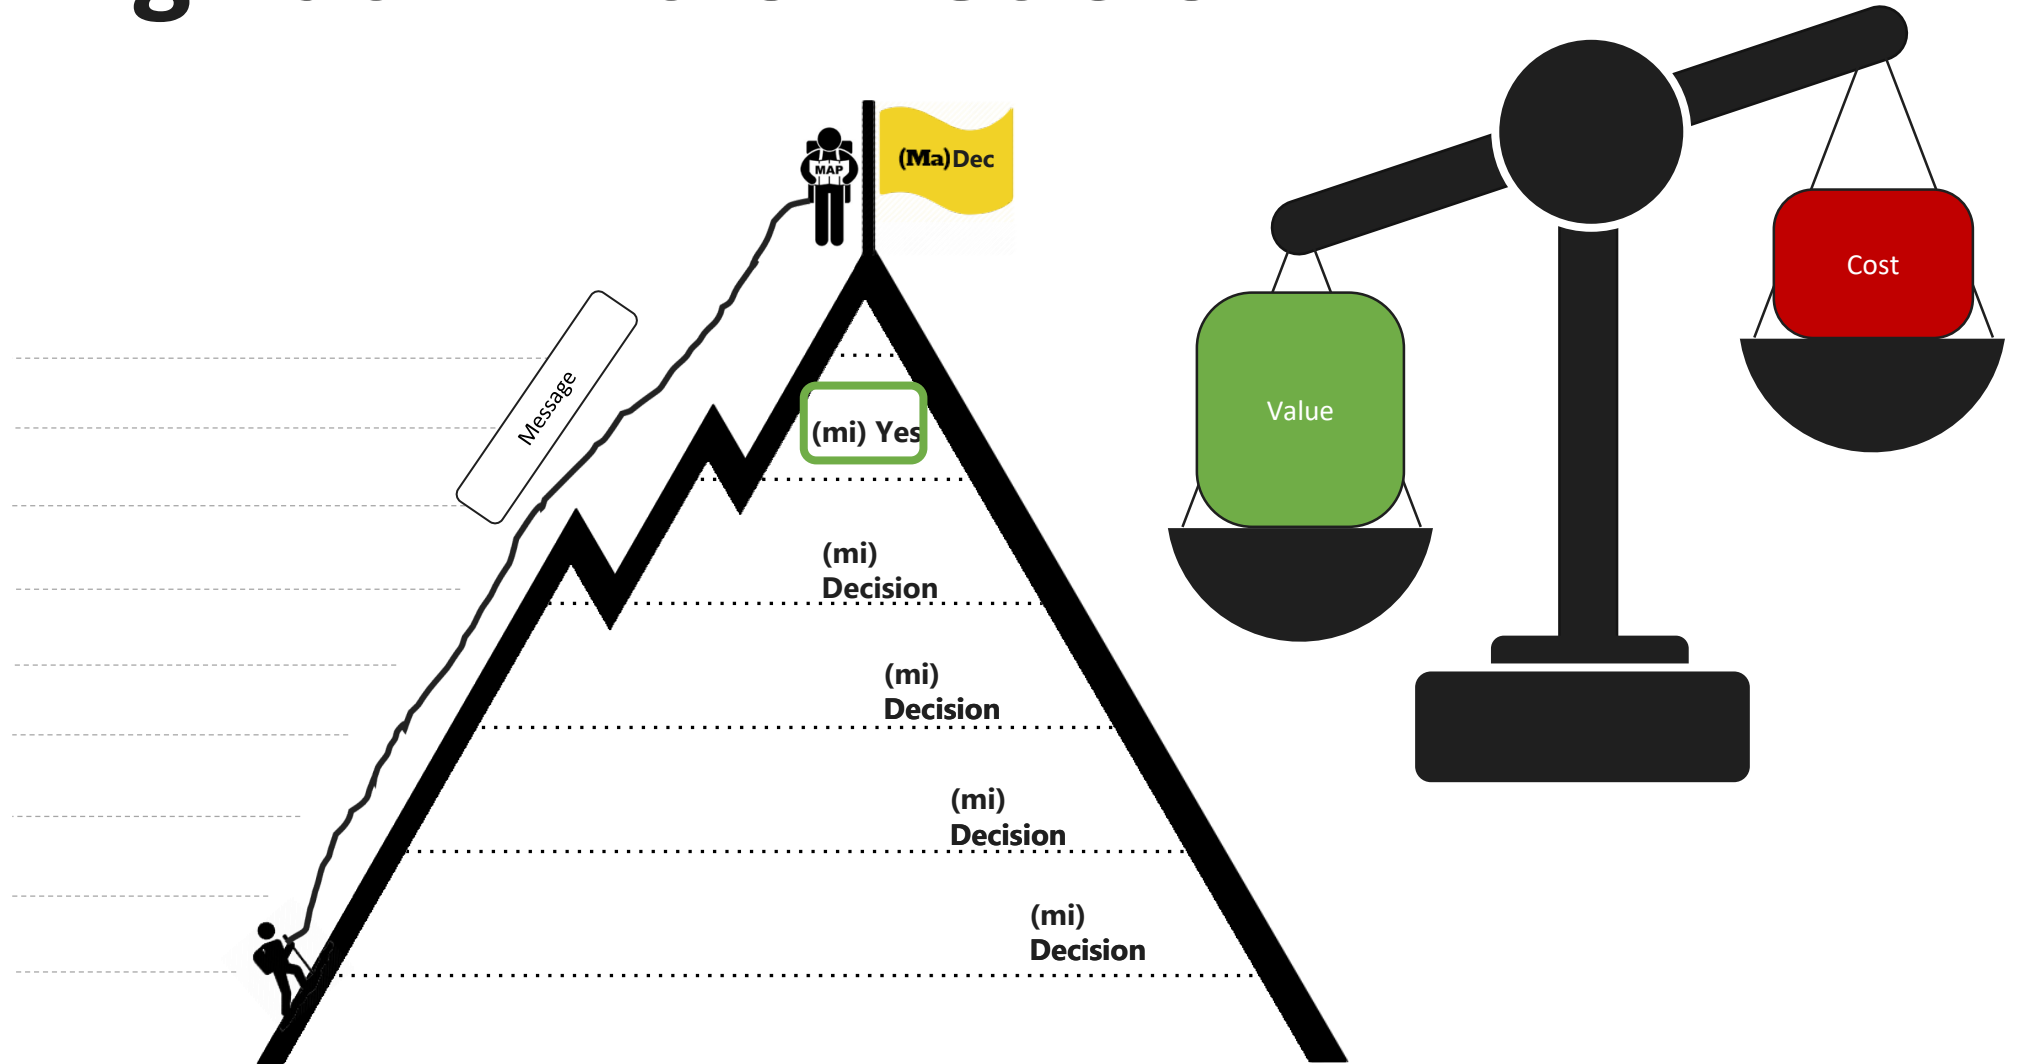 (Ma)Dec
MAP
Cost
Message
Value
(mi) Yes
(mi)
Decision
(mi)
Decision
(mi)
Decision
(mi)
Decision